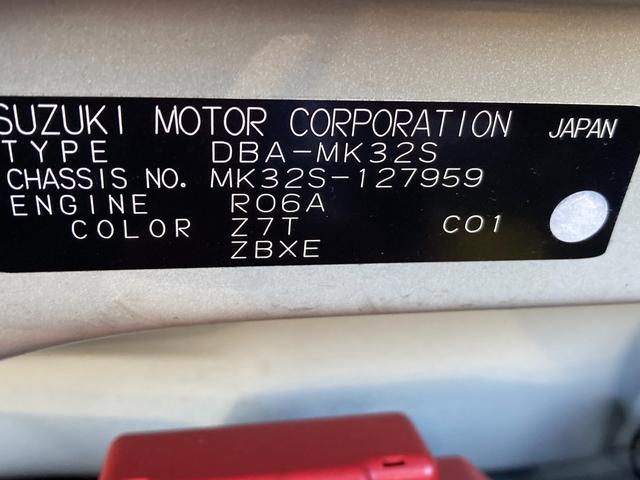 SUZUKI MOTOR CORPORATION JAPAN
TYPE DBA-MK32S
CHASSIS NO. MK32S-127959
ENGINE R06A
COLOR Z7T C01
ZBXE